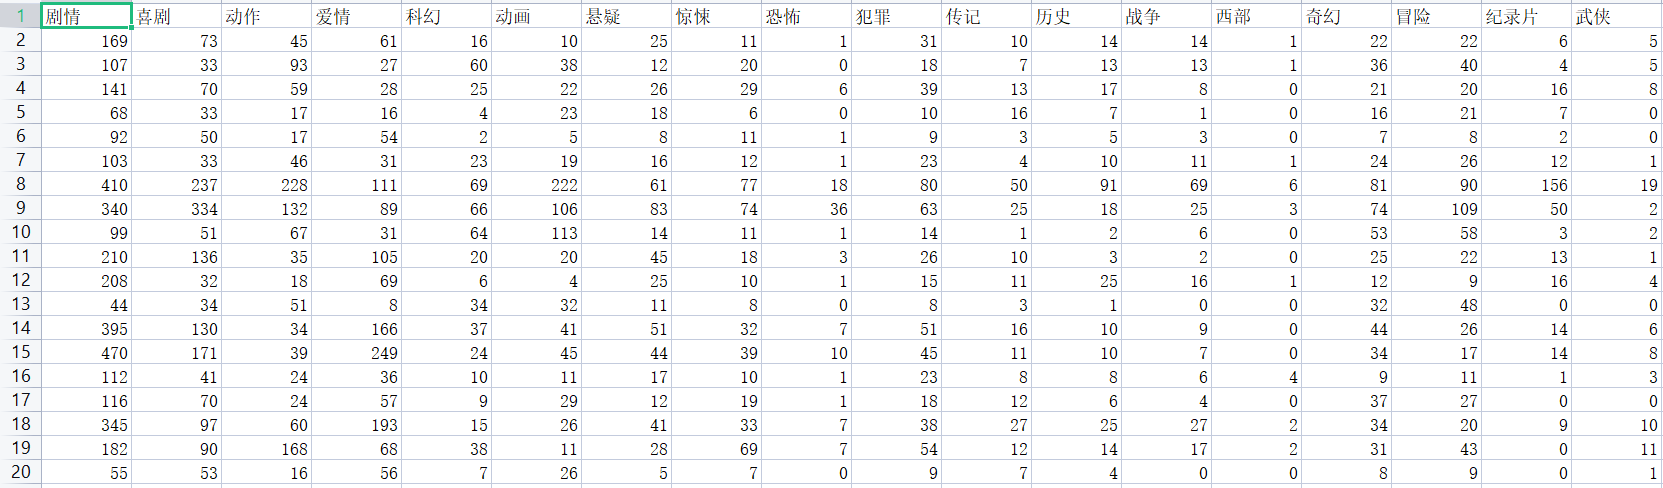 1 剧情 喜剧 动作 爱情 科幻 动画 悬疑 惊悚 恐怖 犯罪 传记 历史 战争 西部 奇幻 冒险 纪录片 武侠
2 169 73 45 61 16 10 25 11 1 31 10 14 14 1 22 22 6 5
3 107 33 93 27 60 38 12 20 0 18 7 13 13 1 36 40 4 5
4 141 70 59 28 25 22 26 29 6 39 13 17 8 0 21 20 16 8
5 68 33 17 16 4 23 18 6 0 10 16 7 1 0 16 21 7 0
6 92 50 17 54 2 5 8 11 1 9 3 5 3 0 7 8 2 0
7 103 33 46 31 23 19 16 12 1 23 4 10 11 1 24 26 12 1
8 410 237 228 111 69 222 61 77 18 80 50 91 69 6 81 90 156 19
9 340 334 132 89 66 106 83 74 36 63 25 18 25 3 74 109 50 2
10 99 51 67 31 64 113 14 11 1 14 1 2 6 0 53 58 3 2
11 210 136 35 105 20 20 45 18 3 26 10 3 2 0 25 22 13 1
12 208 32 18 69 6 4 25 10 1 15 11 25 16 1 12 9 16 4
13 44 34 51 8 34 32 11 8 0 8 3 1 0 0 32 48 0 0
14 395 130 34 166 37 41 51 32 7 51 16 10 9 0 44 26 14 6
15 470 171 39 249 24 45 44 39 10 45 11 10 7 0 34 17 14 8
16 112 41 24 36 10 11 17 10 1 23 8 8 6 4 9 11 1 3
17 116 70 24 57 9 29 12 19 1 18 12 6 4 0 37 27 0 0
18 345 97 60 193 15 26 41 33 7 38 27 25 27 2 34 20 9 10
19 182 90 168 68 38 11 28 69 7 54 12 14 17 2 31 43 0 11
20 55 53 16 56 7 26 5 7 0 9 7 4 0 0 8 9 0 1